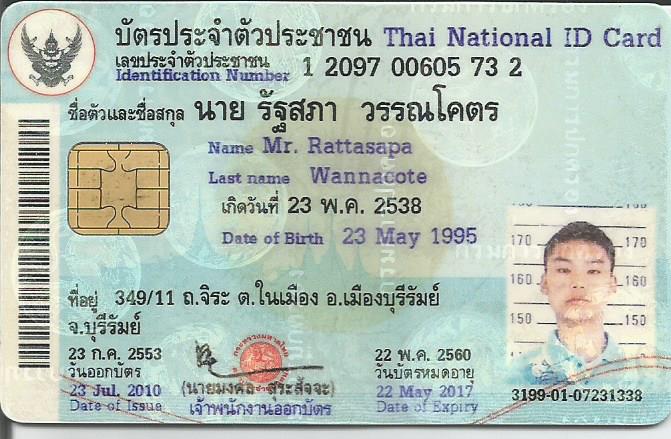 บัตรประจำตัวประชาชน Thai National ID Card
เลขประจำตัวประชาชน
Identification Number 1 2097 00605 73 2
ชื่อตัวและชื่อสกุล นาย รัฐสภา วรรณโคตร
Name Mr. Rattasapa
Last name Wannacote
เกิดวันที่ 23 พ.ค. 2538
Date of Birth 23 May 1995
170 170
160 160
150 150
ที่อยู่ 349/11 ถ.จิระ ต.ในเมือง อ.เมืองบุรีรัมย์
จ.บุรีรัมย์
23 ก.ค. 2553
วันออกบัตร
23 Jul. 2010
Date of Issue
(นายมงคล สุระสัจจะ)
เจ้าพนักงานออกบัตร
22 พ.ค. 2560
วันบัตรหมดอายุ
22 May 2017
Date of Expiry
3199-01-07231338